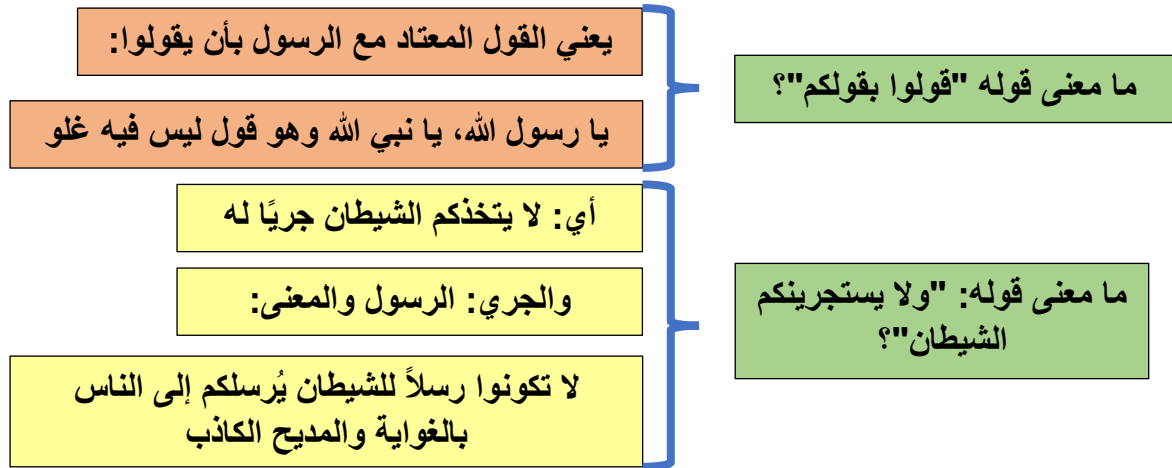 ما معنى قوله "قولوا بقولكم"؟
يعني القول المعتاد مع الرسول بأن يقولوا:
يا رسول الله، يا نبي الله وهو قول ليس فيه غلو
ما معنى قوله: "ولا يستجرينكم
الشيطان"؟
أي: لا يتخذكم الشيطان جريًا له
والجري: الرسول والمعنى:
لا تكونوا رسلاً للشيطان يُرسلكم إلى الناس
بالغواية والمديح الكاذب